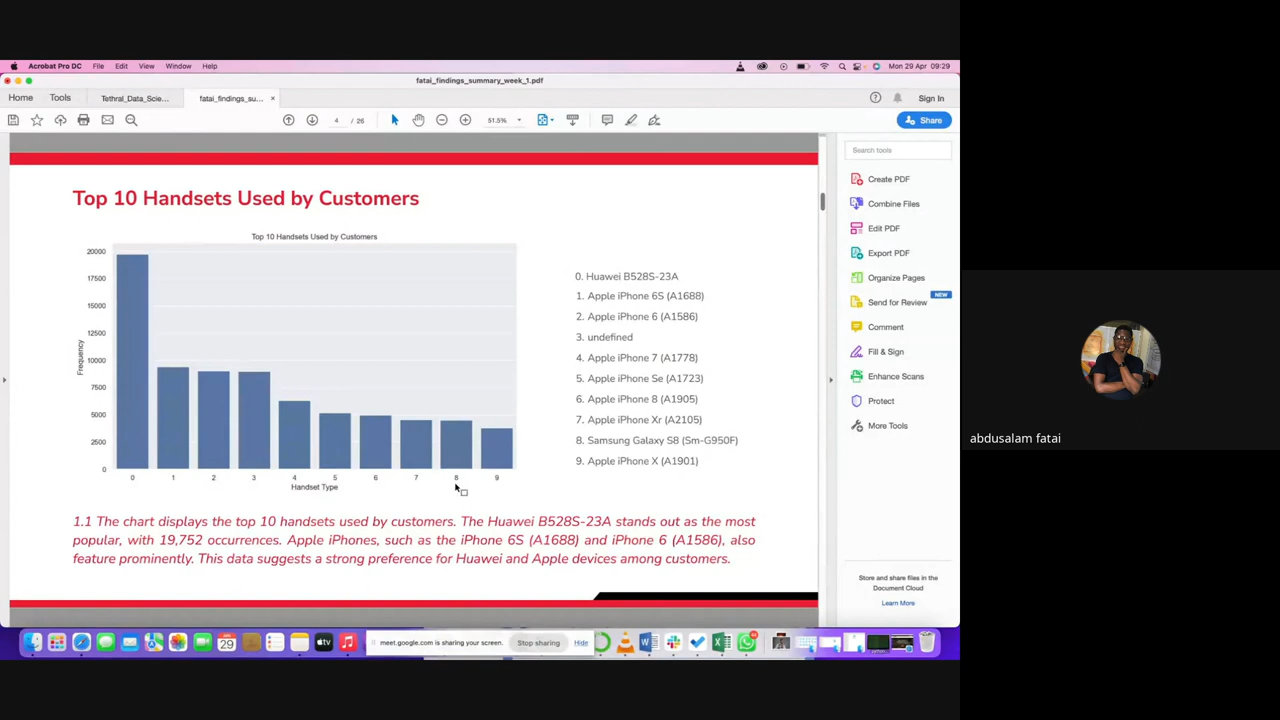 Acrobat Pro DC File Edit View Window Help Mon 29 Apr 09:29
fatai_findings_summary_week_1.pdf
Home Tools Tethral_Data_Scie... fatai_findings_su... × Sign In
4 / 26 51.5% Share
Search tools
Create PDF
Combine Files
Edit PDF
Export PDF
Organize Pages
NEW
Send for Review
Comment
Fill & Sign
Enhance Scans
Protect
More Tools
Store and share files in the
Document Cloud
Learn More
Top 10 Handsets Used by Customers
Top 10 Handsets Used by Customers
20000
17500
15000
12500
10000
7500
5000
2500
0
Frequency
0 1 2 3 4 5 6 7 8 9
Handset Type
0. Huawei B528S-23A
1. Apple iPhone 6S (A1688)
2. Apple iPhone 6 (A1586)
3. undefined
4. Apple iPhone 7 (A1778)
5. Apple iPhone Se (A1723)
6. Apple iPhone 8 (A1905)
7. Apple iPhone Xr (A2105)
8. Samsung Galaxy S8 (Sm-G950F)
9. Apple iPhone X (A1901)
1.1 The chart displays the top 10 handsets used by customers. The Huawei B528S-23A stands out as the most
popular, with 19,752 occurrences. Apple iPhones, such as the iPhone 6S (A1688) and iPhone 6 (A1586), also
feature prominently. This data suggests a strong preference for Huawei and Apple devices among customers.
meet.google.com is sharing your screen. Stop sharing Hide
abdusalam fatai